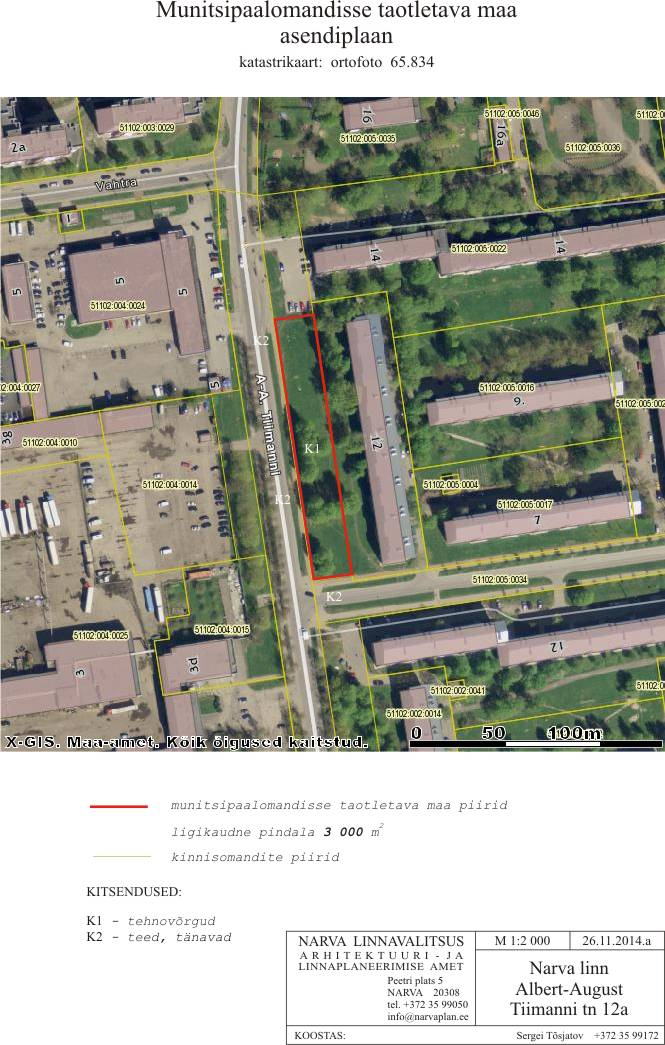 Munitsipaalomandisse taotletava maa
asendiplaan
katastrikaart: ortofoto 65.834
2a
51102:003:0029
16
51102:005:0035
51102:005:0046
16a
51102:005:0036
Vahtra
1
14
51102:005:0022
14
5
5
5
51102:004:0024
K2
5
51102:004:0010
38
51102:004:0014
A-A. Tiimanni
K1
K2
12
51102:005:0016
9.
51102:005:0004
51102:005:0017
7
51102:005:0034
K2
51102:004:0025
3
51102:004:0015
3d
12
51102:002:0041
51102:002:0014
X-GIS. Maa-amet. Kõik õigused kaitstud.
0 50 100m
munitsipaalomandisse taotletava maa piirid
ligikaudne pindala 3 000 m²
kinnisomandite piirid
KITSENDUSED:
K1 - tehnovõrgud
K2 - teed, tänavad
NARVA LINNAVALITSUS
ARHITEKTUURI - JA
LINNAPLANEERIMISE AMET
Peetri plats 5
NARVA 20308
tel. +372 35 99050
info@narvaplan.ee
M 1:2 000
26.11.2014.a
Narva linn
Albert-August
Tiimanni tn 12a
KOOSTAS:
Sergei Tõsjatov +372 35 99172